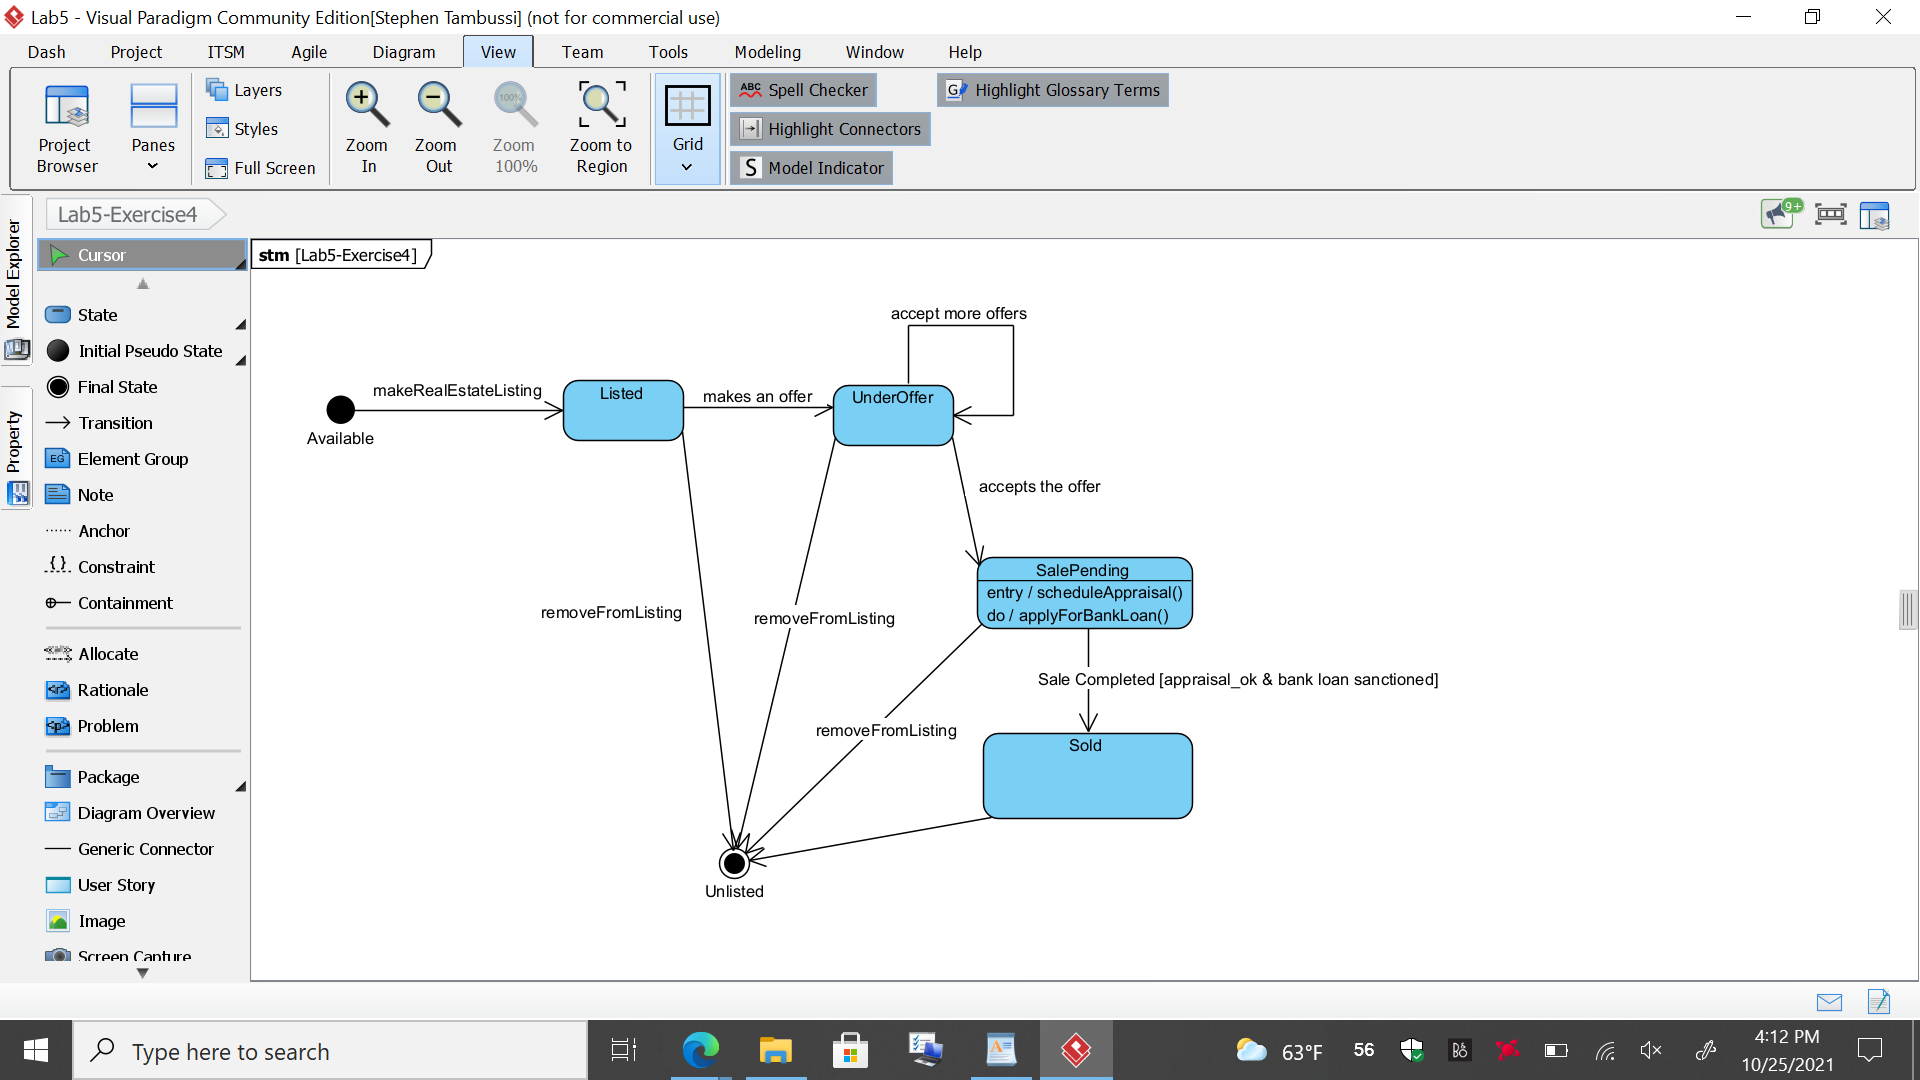 Lab5 - Visual Paradigm Community Edition[Stephen Tambussi] (not for commercial use)
Dash Project ITSM Agile Diagram View Team Tools Modeling Window Help
Project Browser
Panes
Layers
Styles
Full Screen
Zoom In
Zoom Out
100%
Zoom 100%
Zoom to Region
Grid
ABC Spell Checker
Highlight Connectors
S Model Indicator
G Highlight Glossary Terms
Lab5-Exercise4
9+
Model Explorer
Property
Cursor
State
Initial Pseudo State
Final State
Transition
EG Element Group
Note
Anchor
{} Constraint
Containment
Allocate
<r> Rationale
<p> Problem
Package
Diagram Overview
Generic Connector
User Story
Image
Screen Capture
stm [Lab5-Exercise4]
accept more offers
makeRealEstateListing
Listed
makes an offer
UnderOffer
Available
accepts the offer
SalePending
entry / scheduleAppraisal()
do / applyForBankLoan()
removeFromListing
removeFromListing
Sale Completed [appraisal_ok & bank loan sanctioned]
removeFromListing
Sold
Unlisted
Type here to search
63°F
56
4:12 PM
10/25/2021